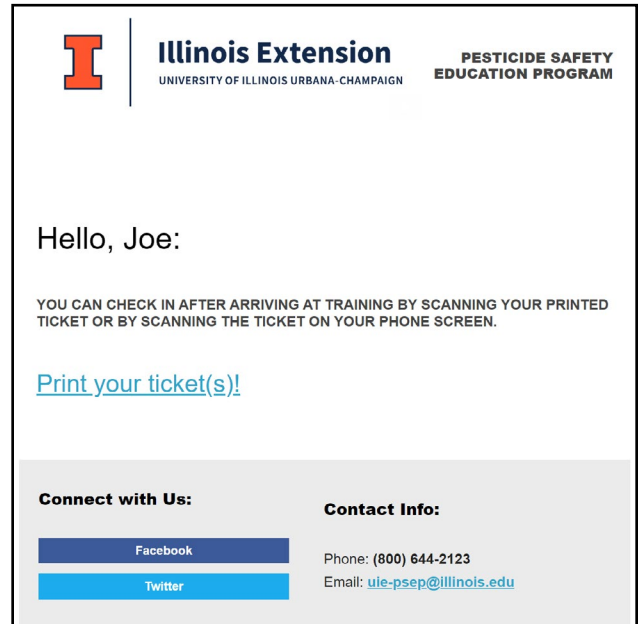 I
Illinois Extension
UNIVERSITY OF ILLINOIS URBANA-CHAMPAIGN
PESTICIDE SAFETY
EDUCATION PROGRAM
Hello, Joe:
YOU CAN CHECK IN AFTER ARRIVING AT TRAINING BY SCANNING YOUR PRINTED
TICKET OR BY SCANNING THE TICKET ON YOUR PHONE SCREEN.
Print your ticket(s)!
Connect with Us:
Facebook
Twitter
Contact Info:
Phone: (800) 644-2123
Email: uie-psep@illinois.edu